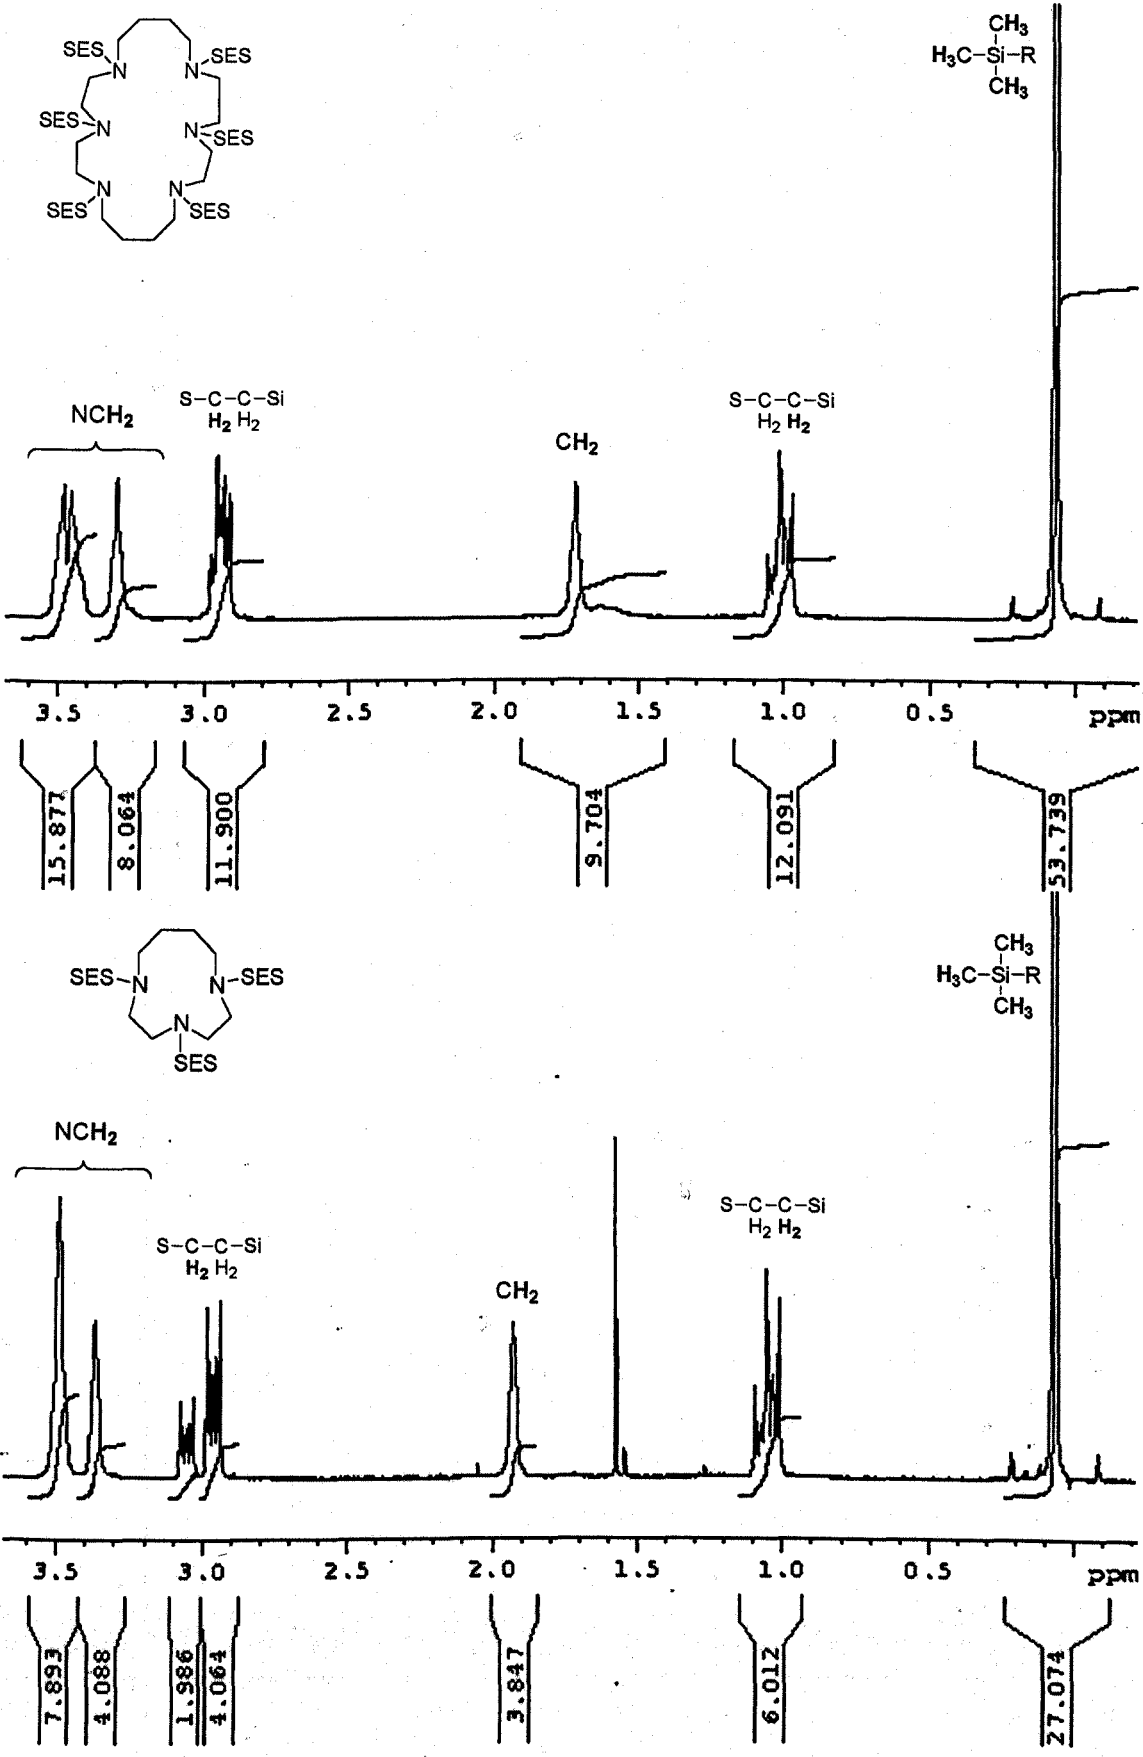 CH₃
H₃C-Si-R
CH₃
SES N N SES
SES N N SES
SES N N SES
NCH₂
S-C-C-Si
H₂ H₂
CH₂
S-C-C-Si
H₂ H₂
3.5 3.0 2.5 2.0 1.5 1.0 0.5 ppm
15.877
8.064
11.900
9.704
12.091
53.739
CH₃
H₃C-Si-R
CH₃
SES N N SES
N
SES
NCH₂
S-C-C-Si
H₂ H₂
CH₂
S-C-C-Si
H₂ H₂
3.5 3.0 2.5 2.0 1.5 1.0 0.5 ppm
7.893
4.088
1.986
4.064
3.847
6.012
27.074